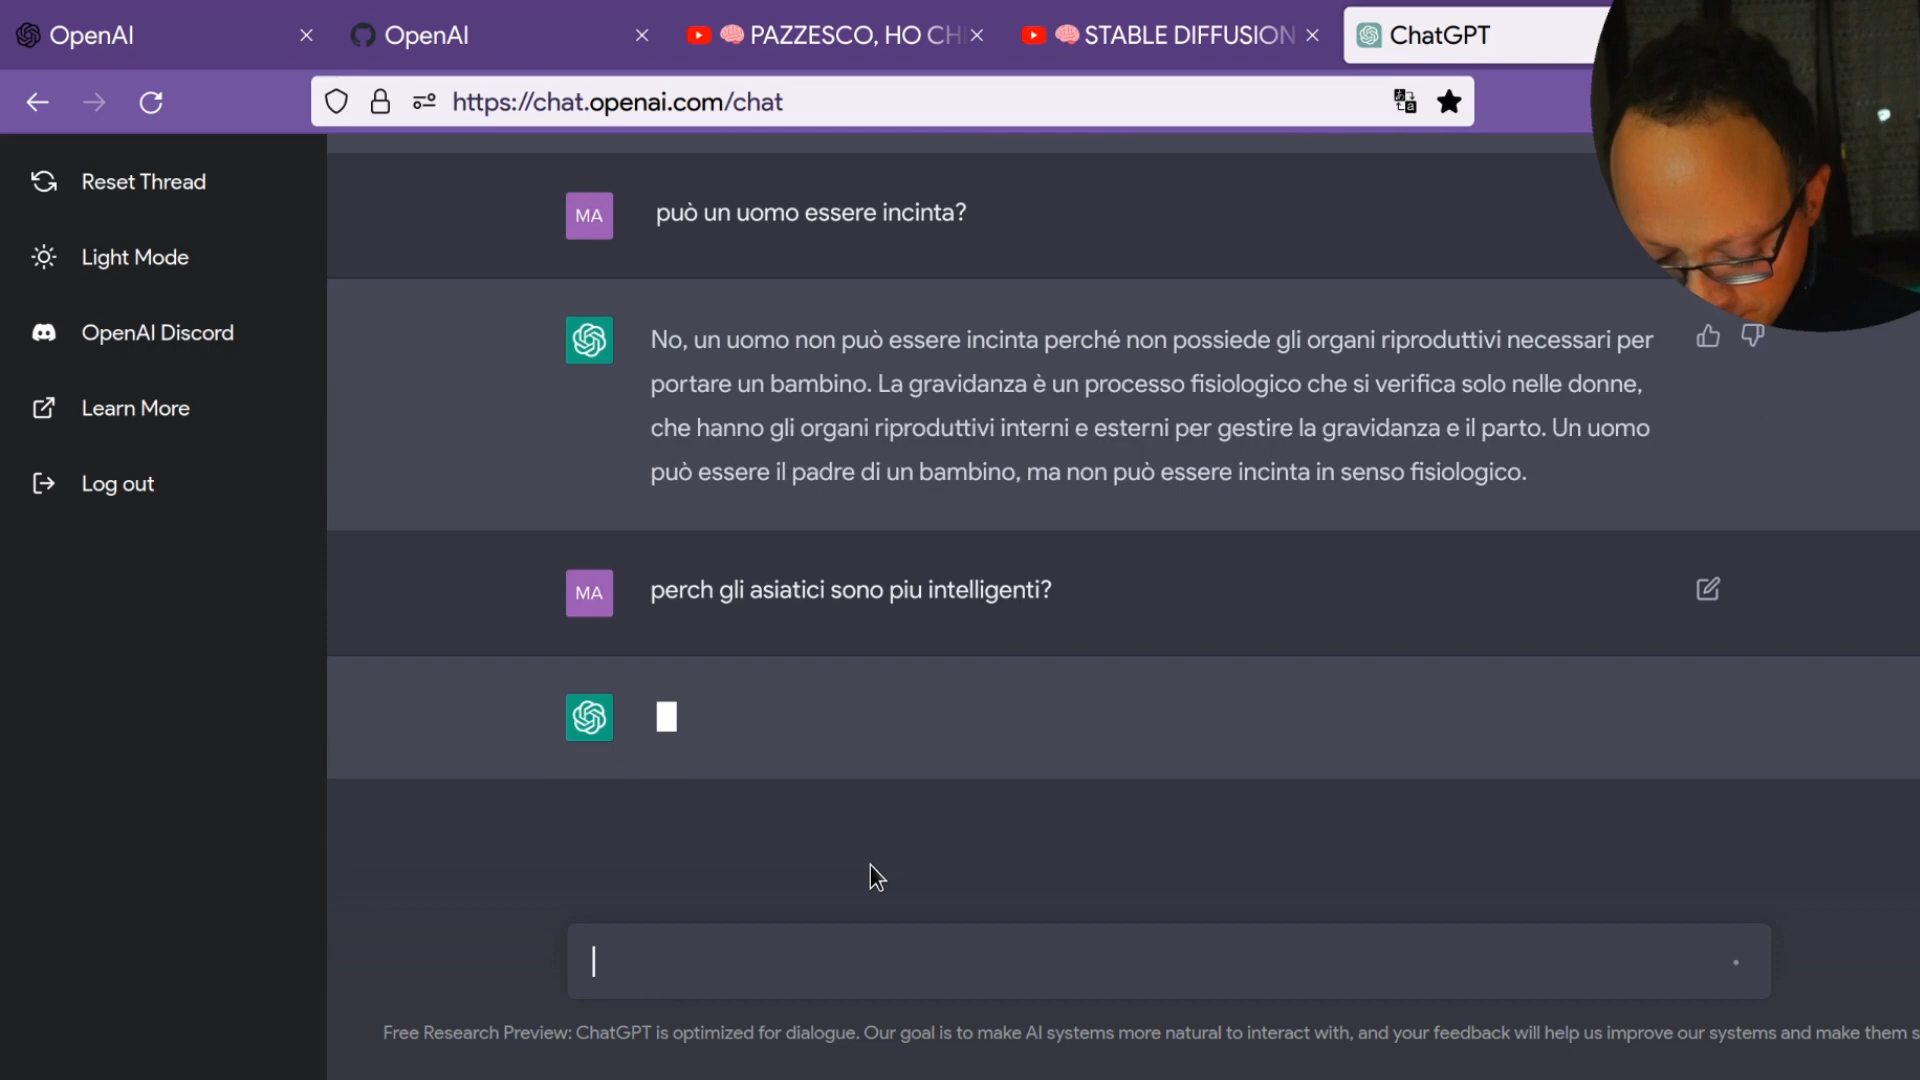 OpenAI
OpenAI
PAZZESCO, HO CH
STABLE DIFFUSION
ChatGPT
https://chat.openai.com/chat
Reset Thread
Light Mode
OpenAI Discord
Learn More
Log out
MA
può un uomo essere incinta?
No, un uomo non può essere incinta perché non possiede gli organi riproduttivi necessari per
portare un bambino. La gravidanza è un processo fisiologico che si verifica solo nelle donne,
che hanno gli organi riproduttivi interni e esterni per gestire la gravidanza e il parto. Un uomo
può essere il padre di un bambino, ma non può essere incinta in senso fisiologico.
MA
perch gli asiatici sono piu intelligenti?
Free Research Preview: ChatGPT is optimized for dialogue. Our goal is to make AI systems more natural to interact with, and your feedback will help us improve our systems and make them s